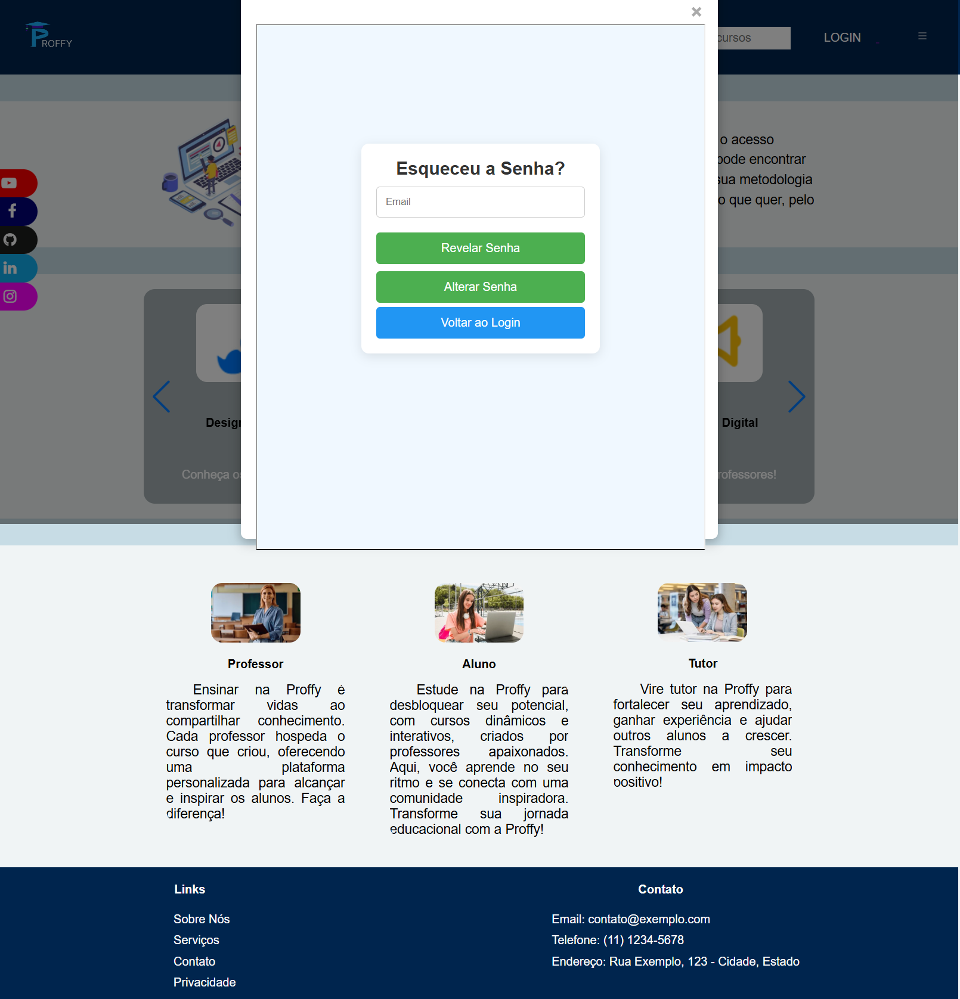 PROFFY
cursos
LOGIN
×
Esqueceu a Senha?
Email
Revelar Senha
Alterar Senha
Voltar ao Login
o acesso
pode encontrar
sua metodologia
o que quer, pelo
Design
Conheça os
Digital
rofessores!
Professor
Ensinar na Proffy é
transformar vidas ao
compartilhar conhecimento.
Cada professor hospeda o
curso que criou, oferecendo
uma plataforma
personalizada para alcançar
e inspirar os alunos. Faça a
diferença!
Aluno
Estude na Proffy para
desbloquear seu potencial,
com cursos dinâmicos e
interativos, criados por
professores apaixonados.
Aqui, você aprende no seu
ritmo e se conecta com uma
comunidade inspiradora.
Transforme sua jornada
educacional com a Proffy!
Tutor
Vire tutor na Proffy para
fortalecer seu aprendizado,
ganhar experiência e ajudar
outros alunos a crescer.
Transforme seu
conhecimento em impacto
positivo!
Links
Sobre Nós
Serviços
Contato
Privacidade
Contato
Email: contato@exemplo.com
Telefone: (11) 1234-5678
Endereço: Rua Exemplo, 123 - Cidade, Estado